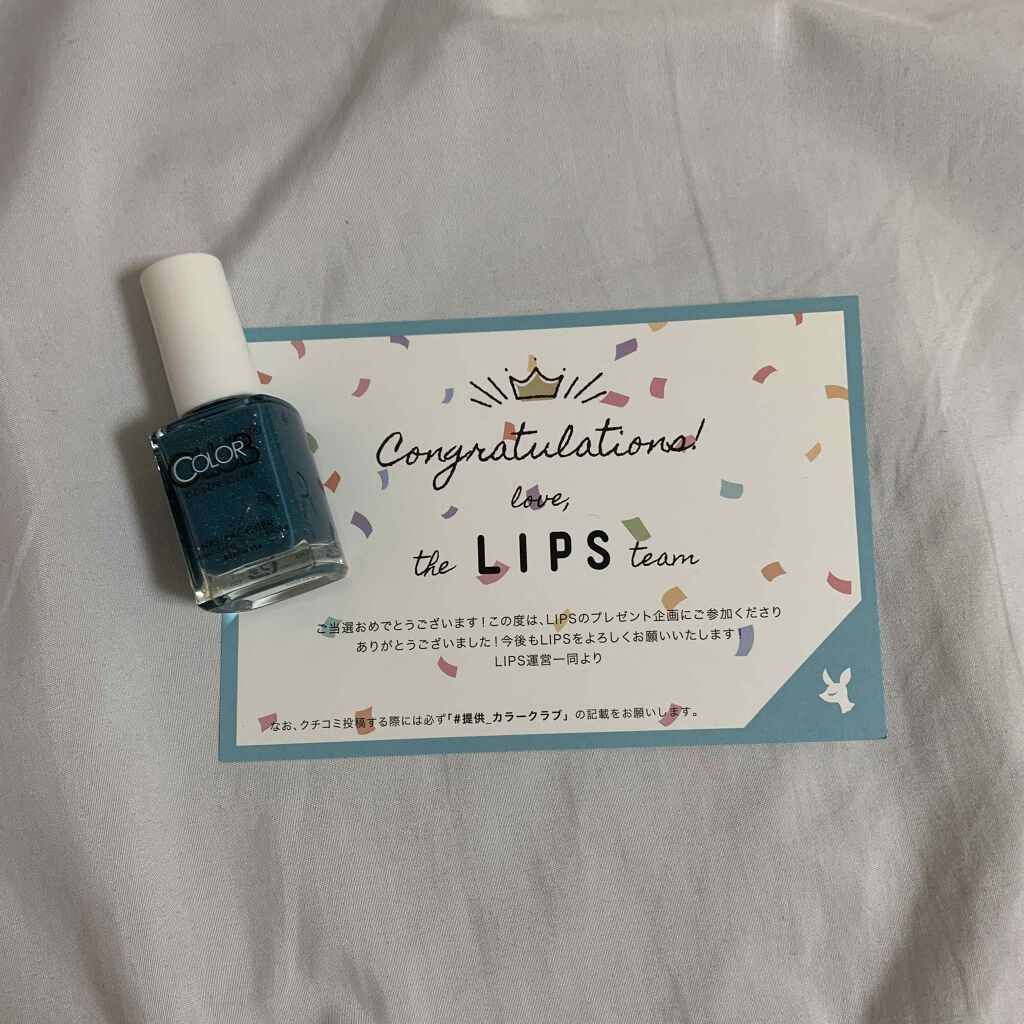 COLOR
COLOR CLUB
NAIL LACQUER
Congratulations!
love,
the LIPS team
ご当選おめでとうございます！この度は、LIPSのプレゼント企画にご参加くださり
ありがとうございました！今後もLIPSをよろしくお願いいたします！
LIPS運営一同より
なお、クチコミ投稿する際には必ず「#提供_カラークラブ」の記載をお願いします。